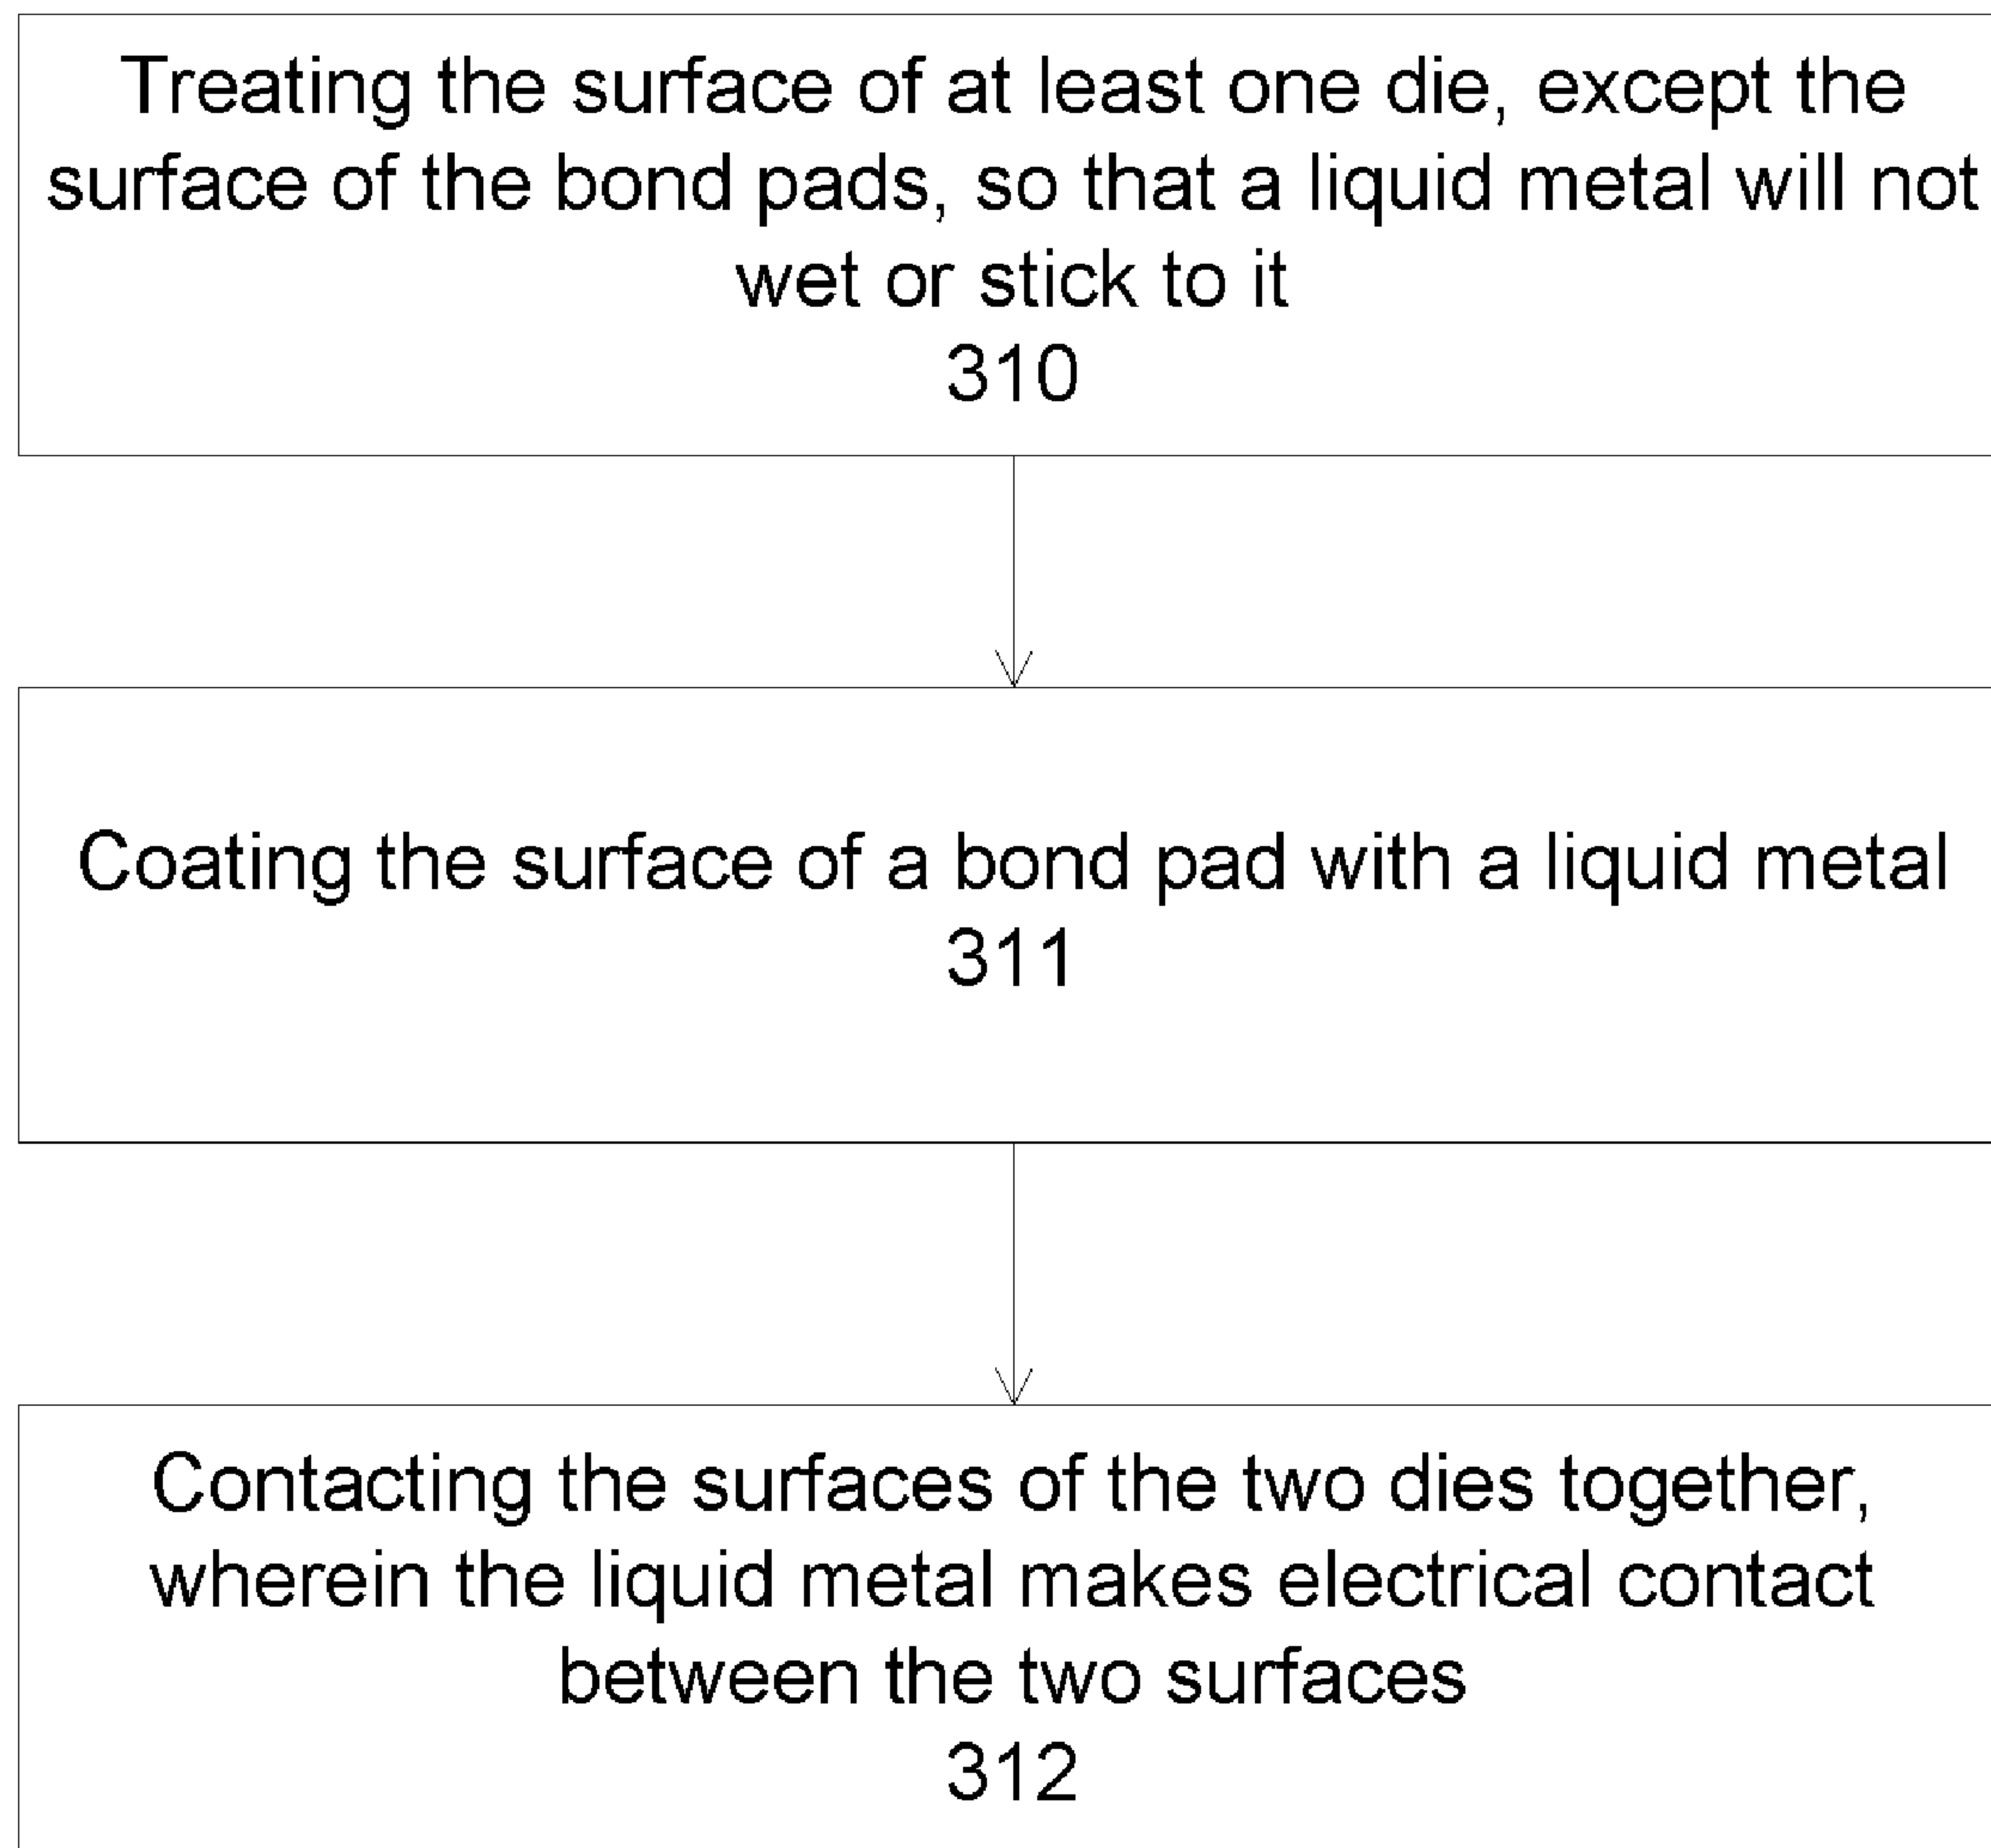 Treating the surface of at least one die, except the
surface of the bond pads, so that a liquid metal will not
wet or stick to it
310
Coating the surface of a bond pad with a liquid metal
311
Contacting the surfaces of the two dies together,
wherein the liquid metal makes electrical contact
between the two surfaces
312